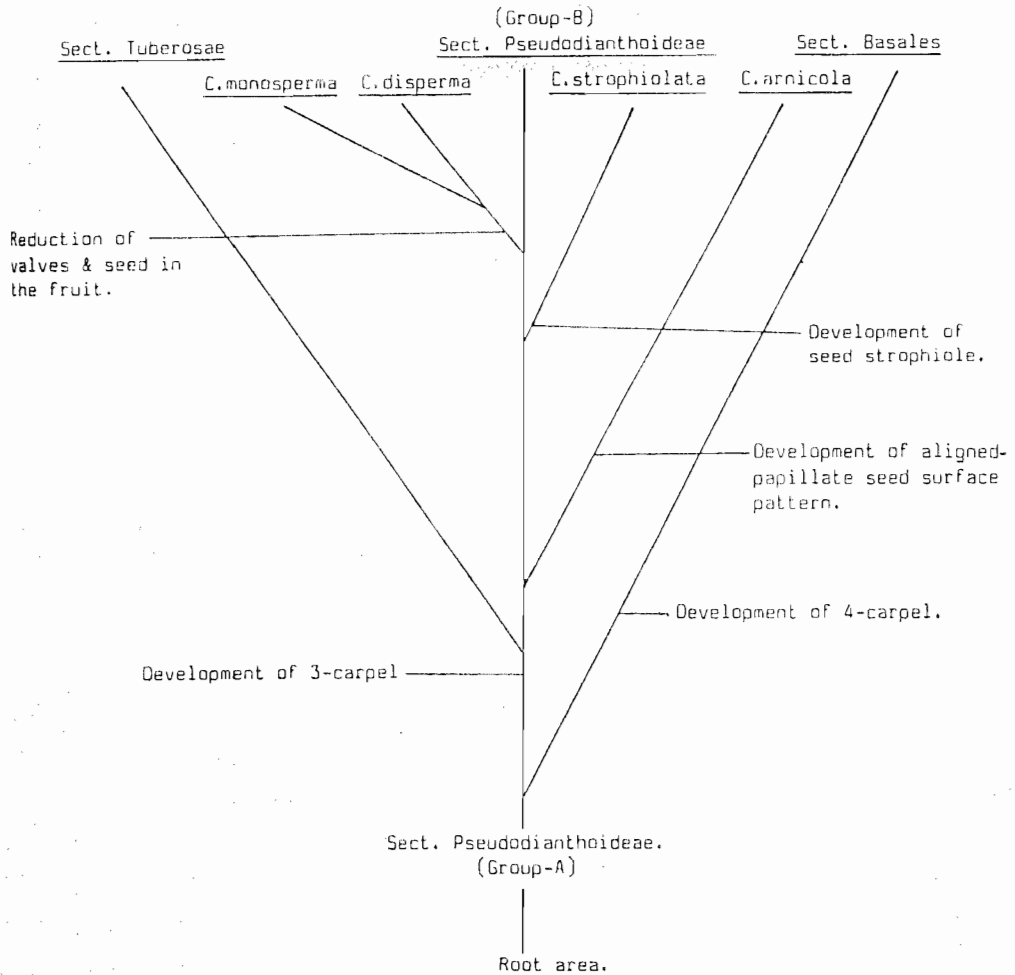 (Group-B)
Sect. Tuberosae
Sect. Pseudodianthoideae
Sect. Basales
C.monosperma
C.disperma
C.strophiolata
C.arnicola
Reduction of
valves & seed in
the fruit.
Development of
seed strophiole.
Development of aligned-
papillate seed surface
pattern.
Development of 4-carpel.
Development of 3-carpel
Sect. Pseudodianthoideae.
(Group-A)
Root area.